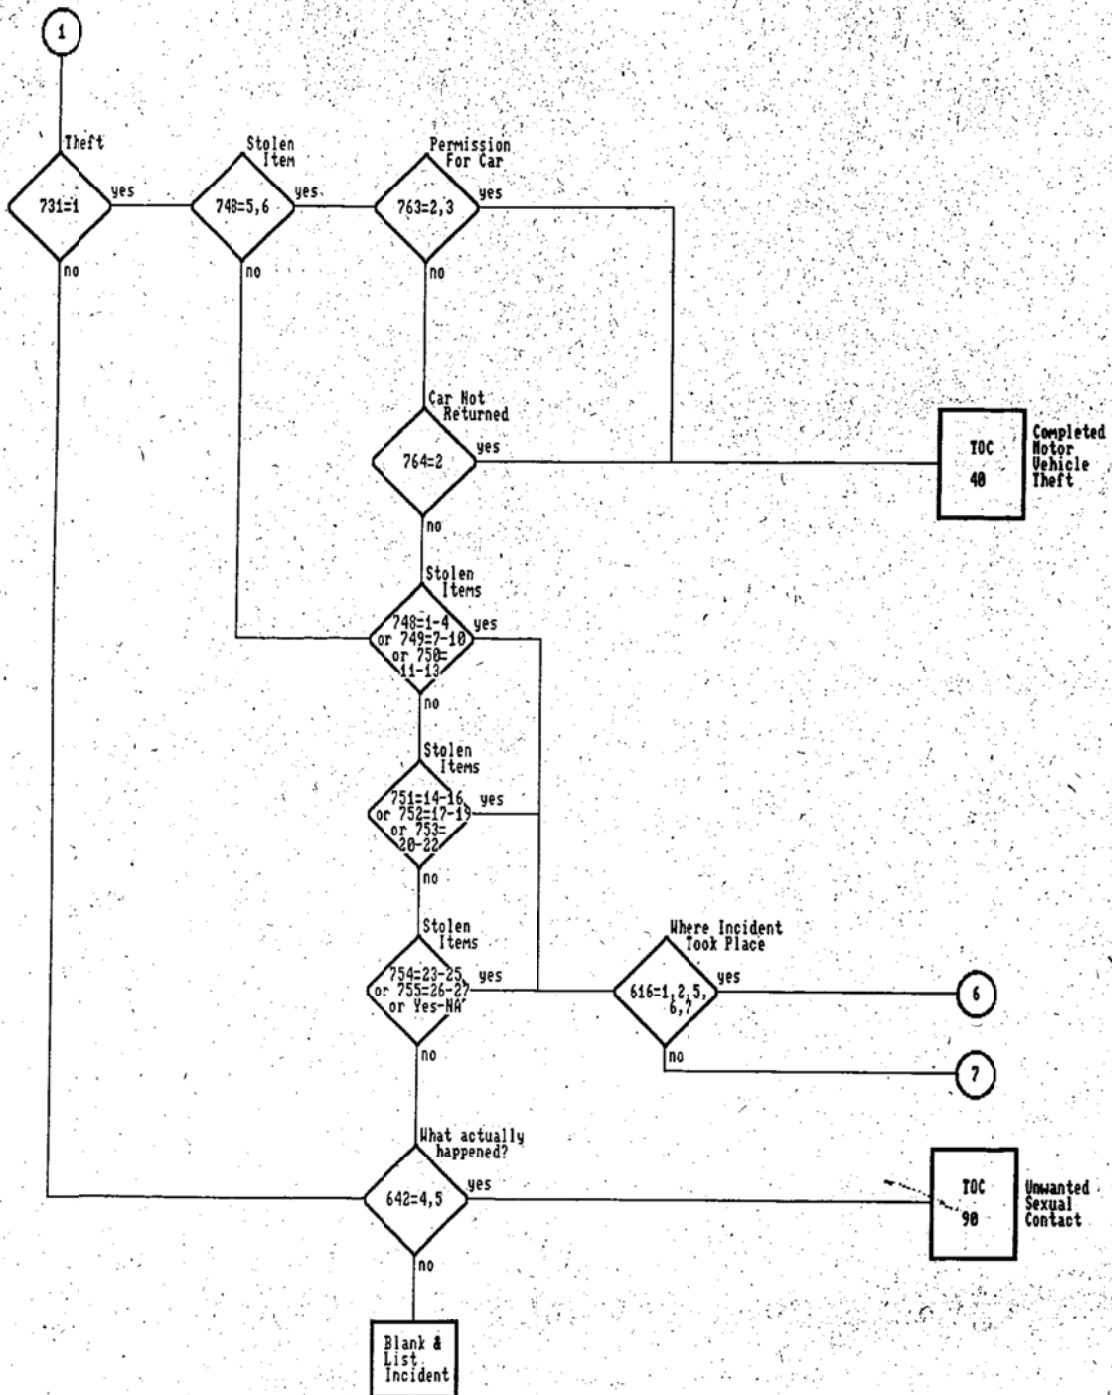 1
Theft
731=1
yes
no
Stolen
Item
748=5,6
yes
no
Permission
For Car
763=2,3
yes
no
Car Not
Returned
764=2
yes
no
TOC
40
Completed
Motor
Vehicle
Theft
Stolen
Items
748=1-4
or 749=7-10
or 750=
11-13
yes
no
Stolen
Items
751=14-16
or 752=17-19
or 753=
20-22
yes
no
Stolen
Items
754=23-25
or 755=26-27
or Yes-NA
yes
no
Where Incident
Took Place
616=1,2,5,
6,7
yes
no
6
7
What actually
happened?
642=4,5
yes
no
TOC
90
Unwanted
Sexual
Contact
Blank &
List
Incident